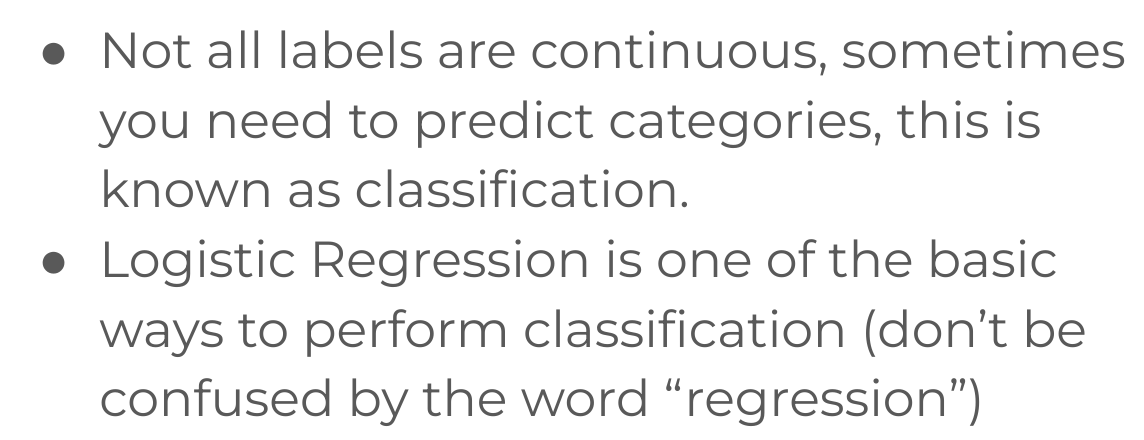 ● Not all labels are continuous, sometimes
you need to predict categories, this is
known as classification.
● Logistic Regression is one of the basic
ways to perform classification (don’t be
confused by the word “regression”)